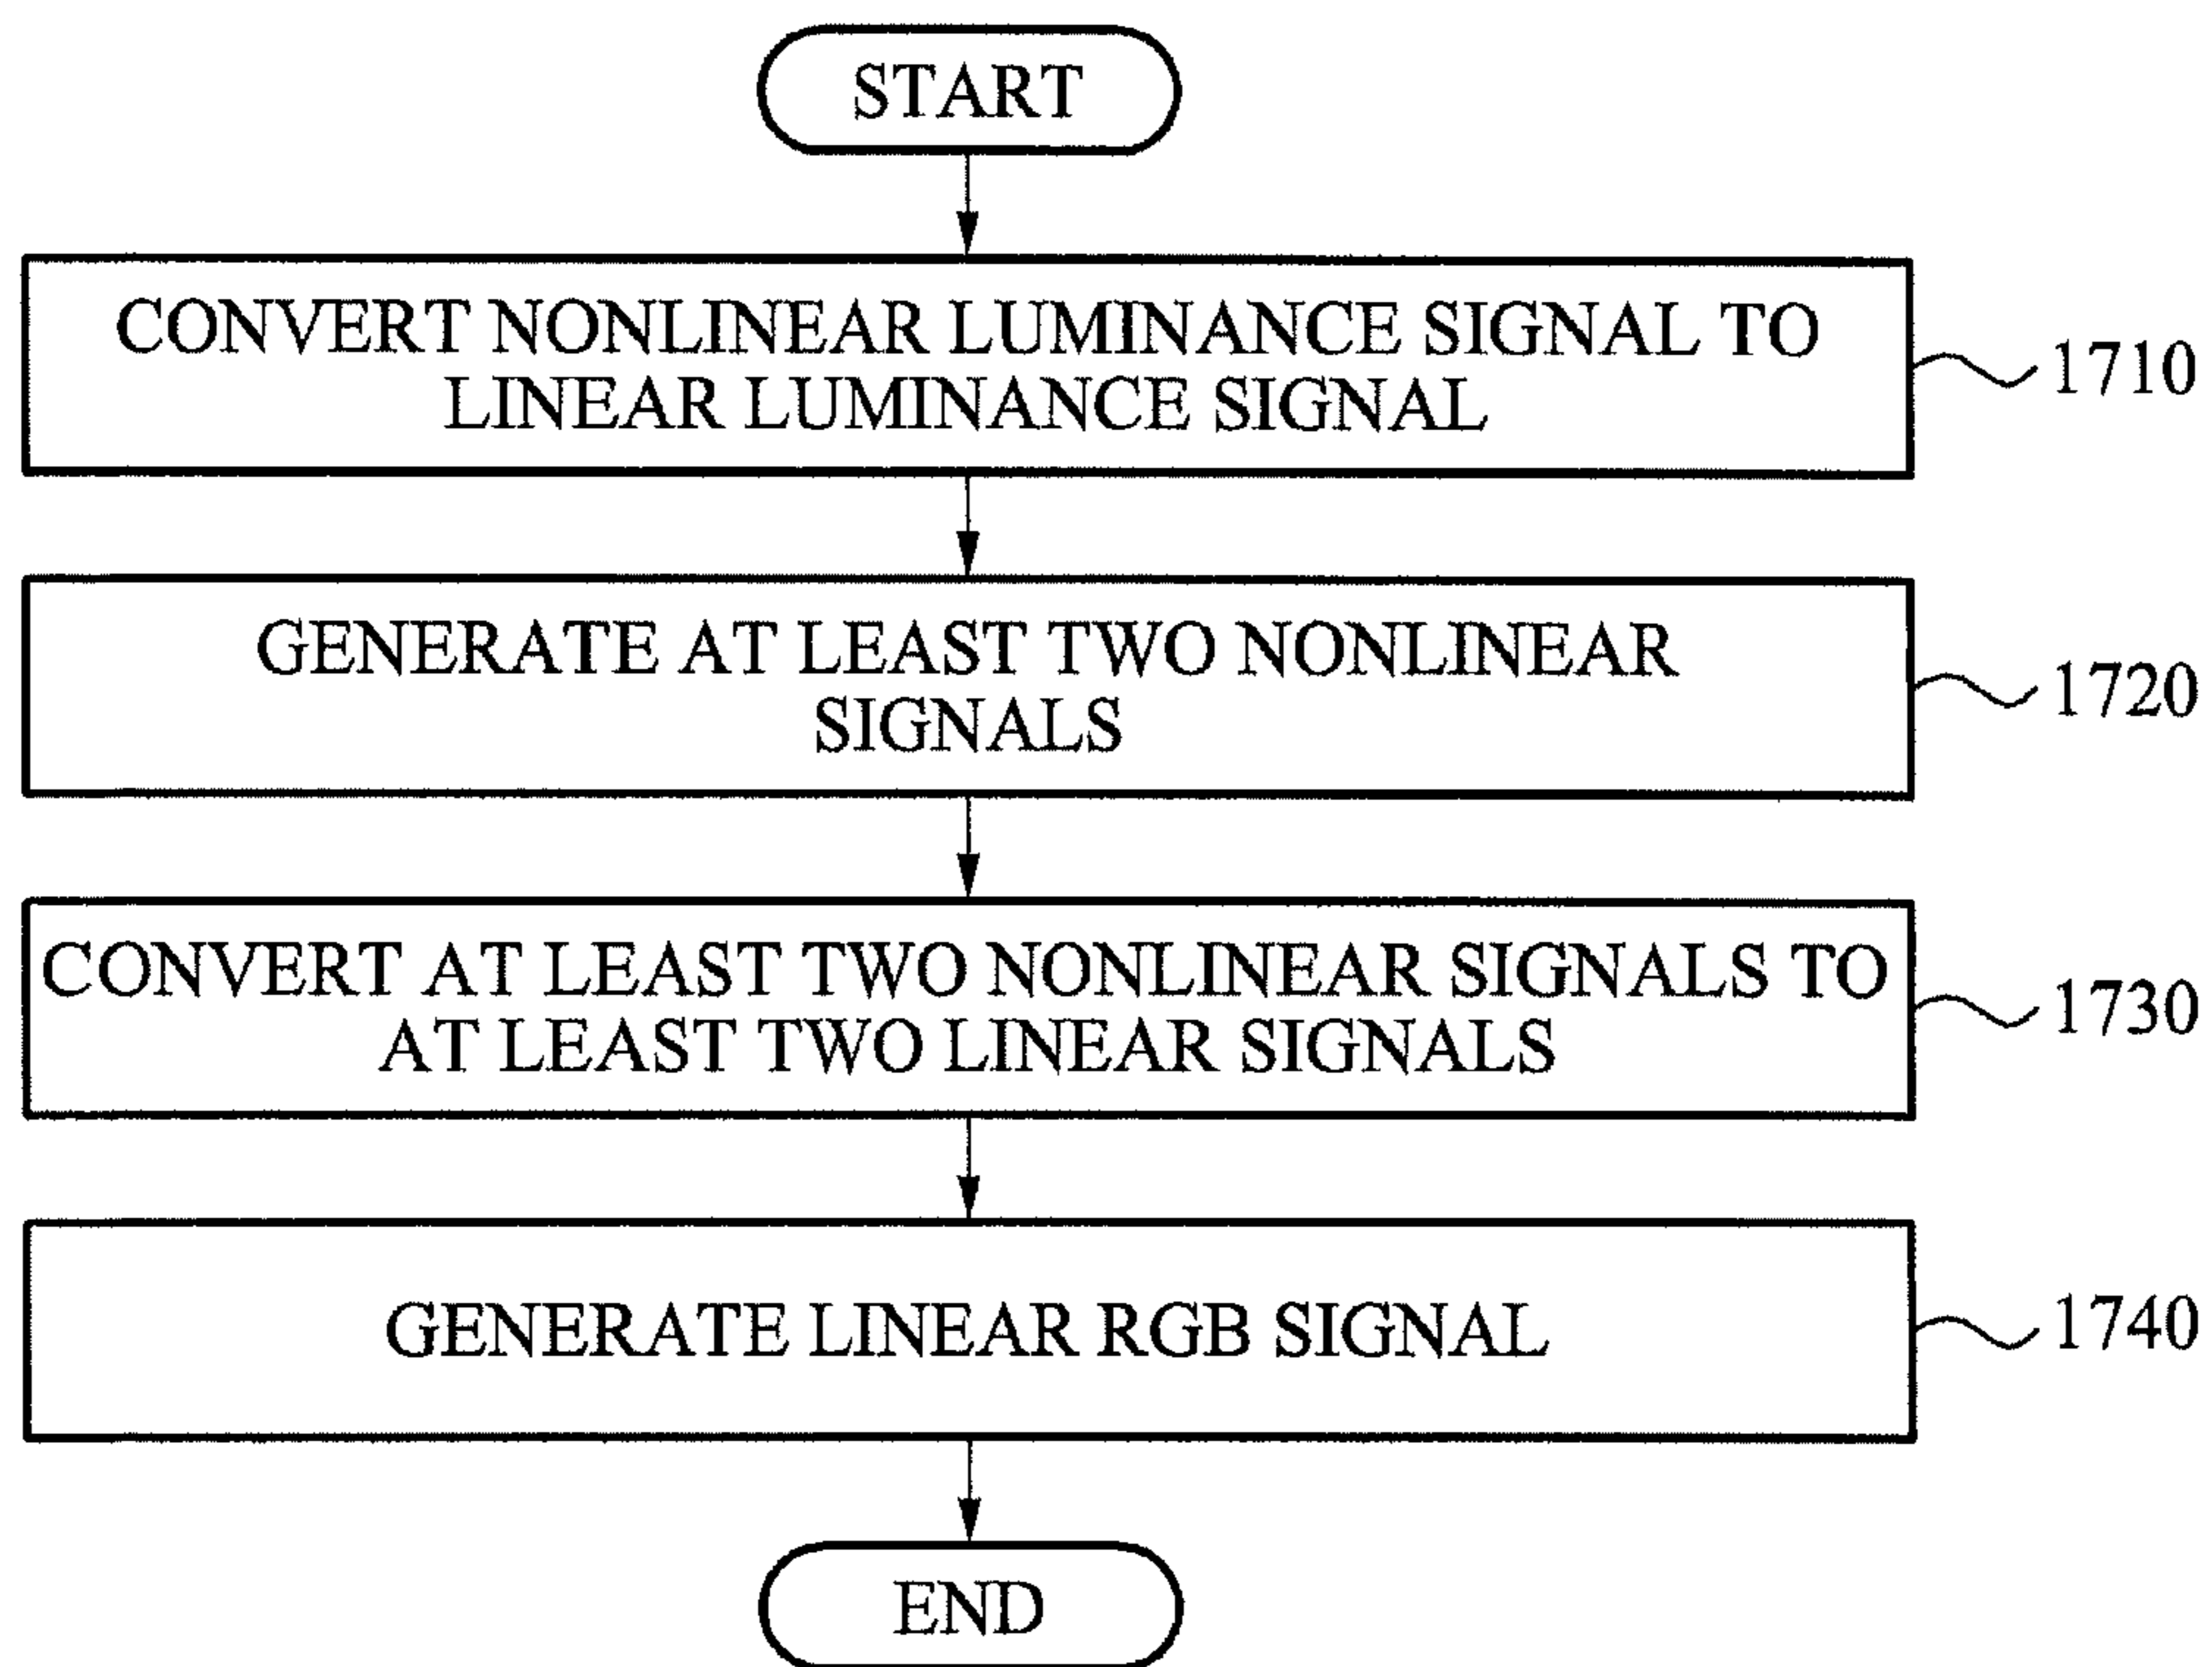 START
CONVERT NONLINEAR LUMINANCE SIGNAL TO
LINEAR LUMINANCE SIGNAL
1710
GENERATE AT LEAST TWO NONLINEAR
SIGNALS
1720
CONVERT AT LEAST TWO NONLINEAR SIGNALS TO
AT LEAST TWO LINEAR SIGNALS
1730
GENERATE LINEAR RGB SIGNAL
1740
END